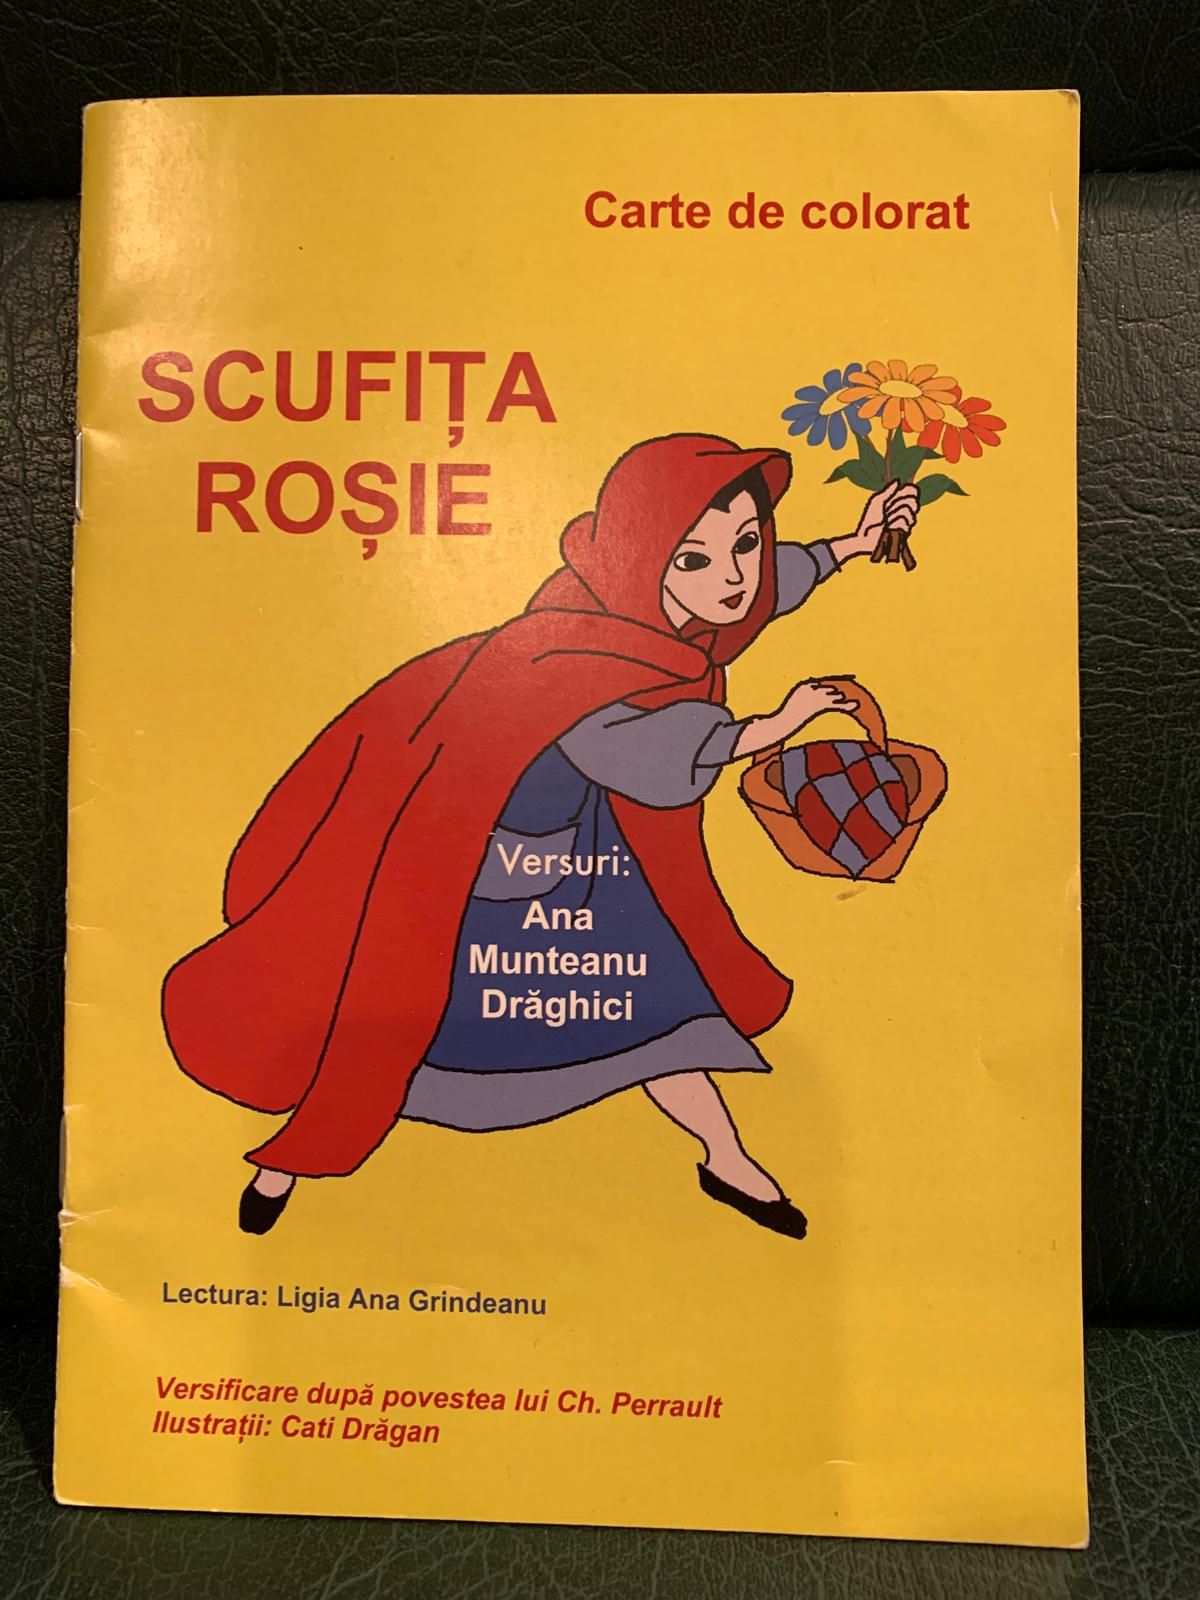 Carte de colorat
SCUFIȚA
ROȘIE
Versuri:
Ana
Munteanu
Drăghici
Lectura: Ligia Ana Grindeanu
Versificare după povestea lui Ch. Perrault
Ilustrații: Cati Drăgan